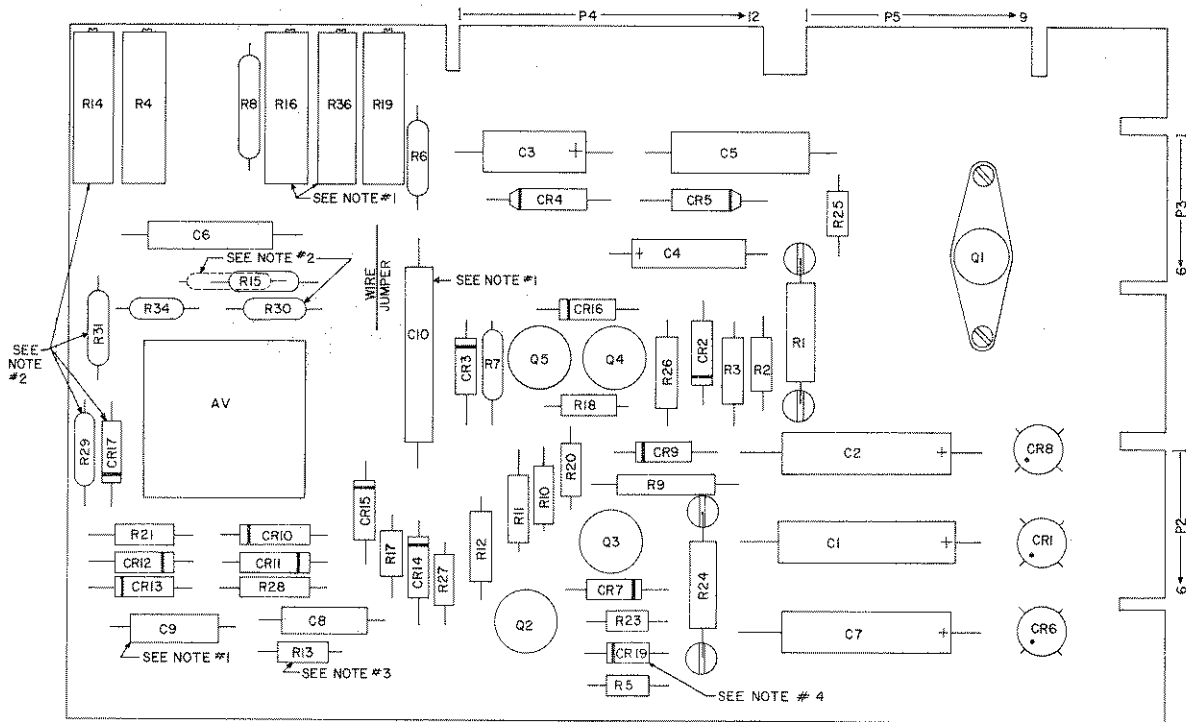 1 P4 12 1 P5 9
R14 R4 R8 R16 R36 R19 R6
C3 + C5
SEE NOTE #1
CR4 CR5 R25
1 P3 6
C6 C4 + Q1
SEE NOTE #2
R15
WIRE JUMPER
SEE NOTE #1
R31 R34 R30 C10
CR16
SEE NOTE #2
CR3 R7 Q5 Q4 R26 CR2 R3 R2 R1
AV
R18
R29 CR17
CR9 C2 + CR8
R20
R9
CR15 R11 R10
1 P2 6
R21 CR10 R17 CR14 R12 Q3 C1 + CR1
CR12 CR11 R27
CR13 R28 CR7 R24
C9 C8 Q2 R23 C7 + CR6
SEE NOTE #1 R13 CR19
SEE NOTE #3
R5 SEE NOTE # 4